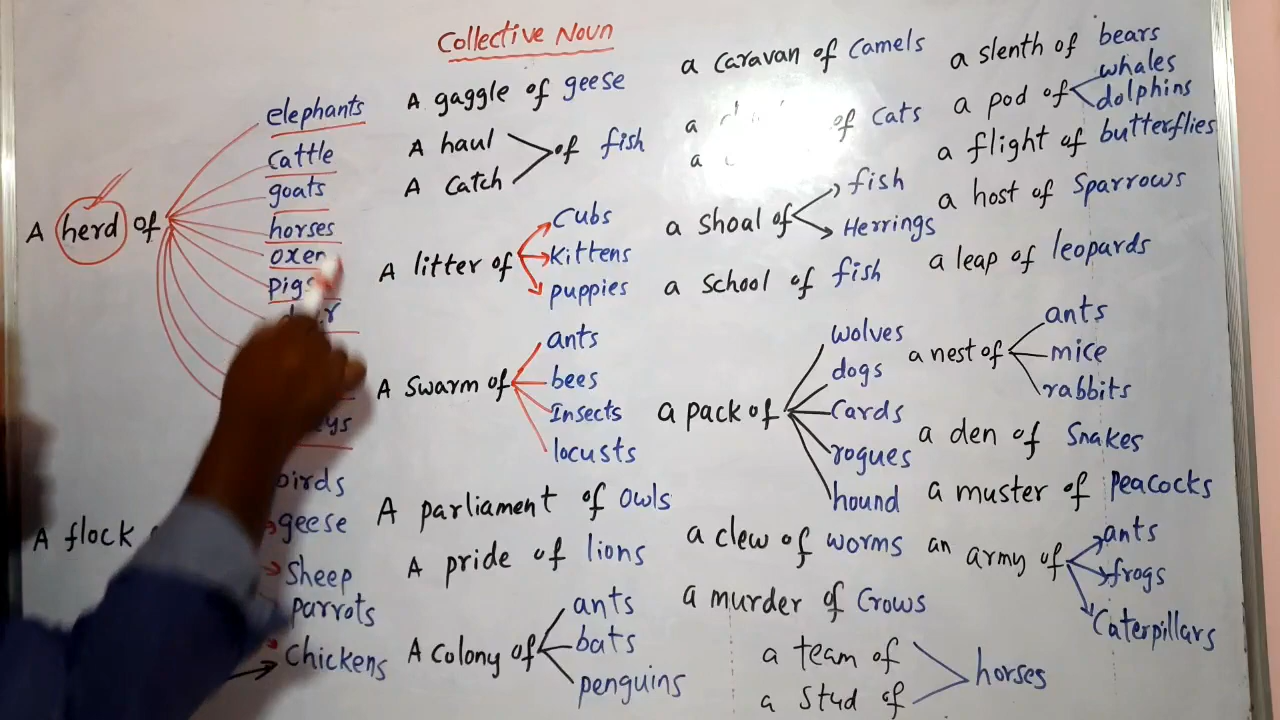 Collective Noun
A herd of
elephants
cattle
goats
horses
oxen
pigs
A flock
birds
geese
Sheep
parrots
Chickens
A gaggle of geese
A haul
A Catch
of fish
A litter of
Cubs
kittens
puppies
A swarm of
ants
bees
Insects
locusts
A parliament of owls
A pride of lions
A Colony of
ants
bats
penguins
a caravan of Camels
a
of Cats
a
a shoal of
fish
Herrings
a school of fish
a pack of
wolves
dogs
Cards
rogues
hound
a clew of worms
a murder of Crows
a team of
a stud of
horses
a slenth of bears
a pod of
whales
dolphins
a flight of butterflies
a host of Sparrows
a leap of leopards
a nest of
ants
mice
rabbits
a den of Snakes
a muster of Peacocks
an army of
ants
frogs
Caterpillars